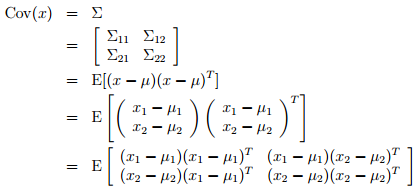 Cov(x) = Σ
= [ Σ₁₁ Σ₁₂
Σ₂₁ Σ₂₂ ]
= E[(x − μ)(x − μ)ᵀ]
= E [ ( x₁ − μ₁
x₂ − μ₂ ) ( x₁ − μ₁
x₂ − μ₂ )ᵀ ]
= E [ (x₁ − μ₁)(x₁ − μ₁)ᵀ (x₁ − μ₁)(x₂ − μ₂)ᵀ
(x₂ − μ₂)(x₁ − μ₁)ᵀ (x₂ − μ₂)(x₂ − μ₂)ᵀ ]